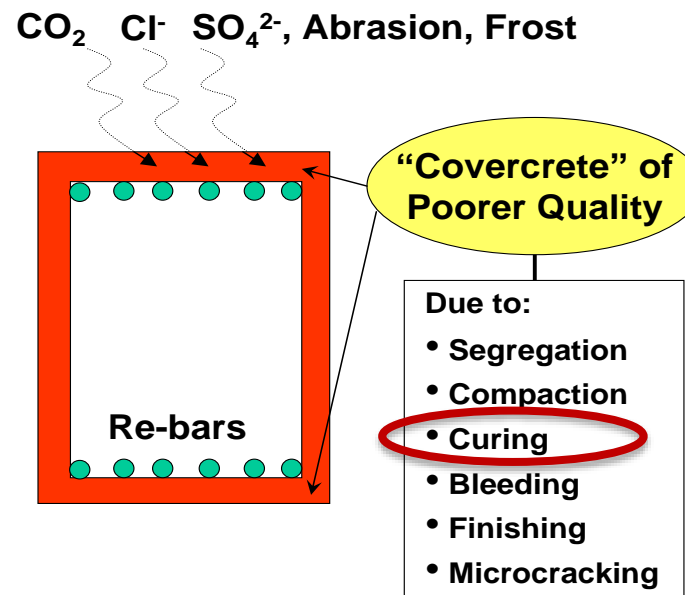 CO₂ Cl⁻ SO₄²⁻, Abrasion, Frost
“Covercrete” of
Poorer Quality
Due to:
• Segregation
• Compaction
• Curing
• Bleeding
• Finishing
• Microcracking
Re-bars